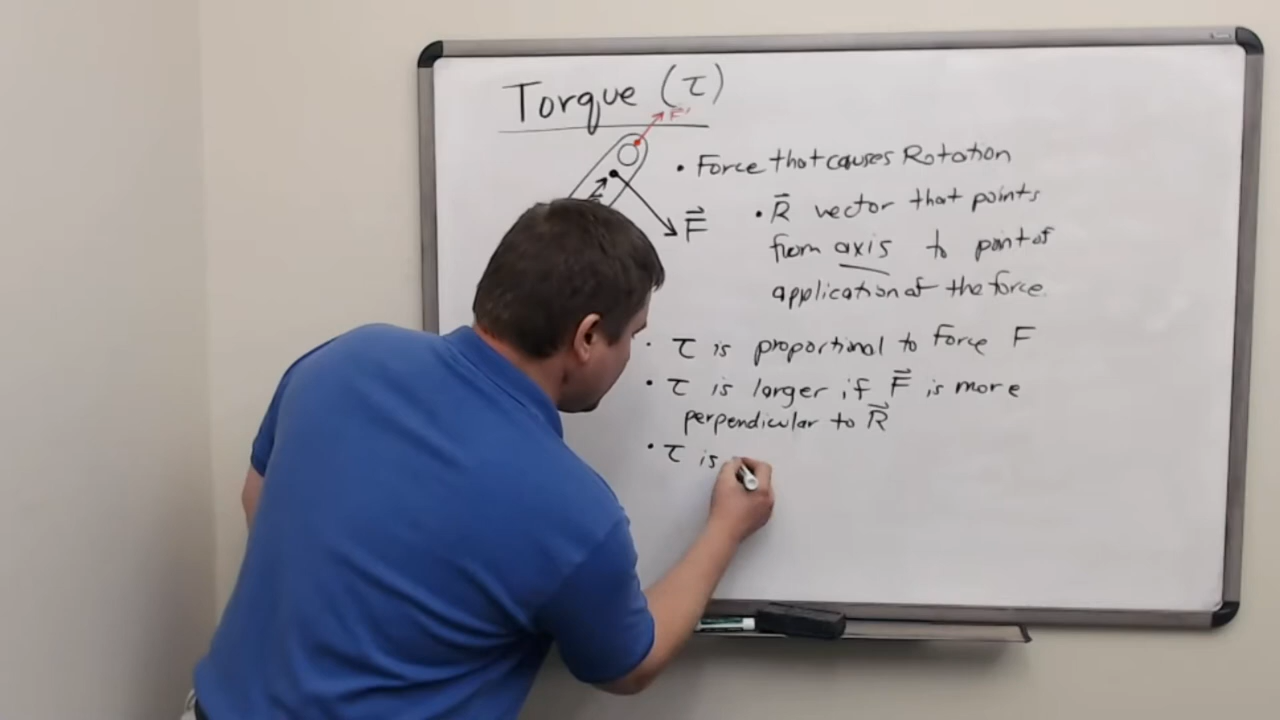 Torque (τ)
F'
• Force that causes Rotation
F⃗
• R⃗ vector that points
from axis to point of
application of the force.
• τ is proportional to force F
• τ is larger if F⃗ is more
perpendicular to R⃗
• τ is